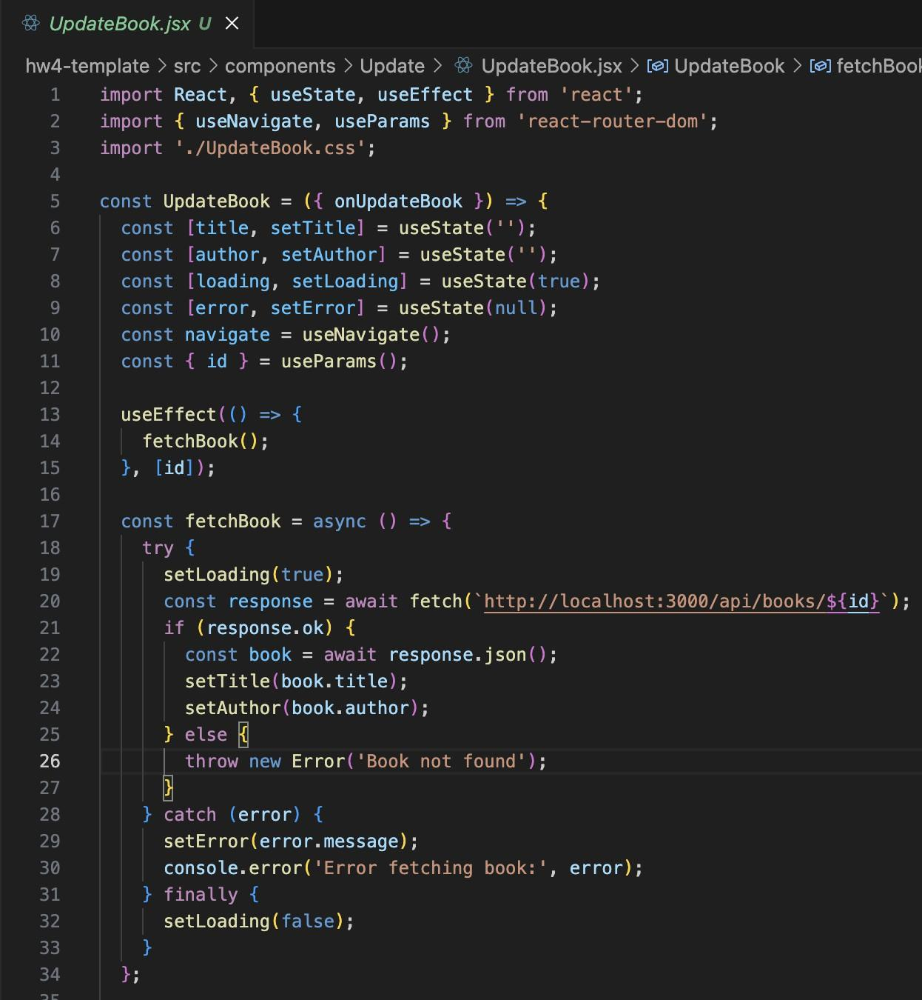 UpdateBook.jsx U ×
hw4-template > src > components > Update > UpdateBook.jsx > UpdateBook > fetchBook
1 import React, { useState, useEffect } from 'react';
2 import { useNavigate, useParams } from 'react-router-dom';
3 import './UpdateBook.css';
4
5 const UpdateBook = ({ onUpdateBook }) => {
6   const [title, setTitle] = useState('');
7   const [author, setAuthor] = useState('');
8   const [loading, setLoading] = useState(true);
9   const [error, setError] = useState(null);
10   const navigate = useNavigate();
11   const { id } = useParams();
12
13   useEffect(() => {
14     fetchBook();
15   }, [id]);
16
17   const fetchBook = async () => {
18     try {
19       setLoading(true);
20       const response = await fetch(`http://localhost:3000/api/books/${id}`);
21       if (response.ok) {
22         const book = await response.json();
23         setTitle(book.title);
24         setAuthor(book.author);
25       } else {
26         throw new Error('Book not found');
27       }
28     } catch (error) {
29       setError(error.message);
30       console.error('Error fetching book:', error);
31     } finally {
32       setLoading(false);
33     }
34   };
35